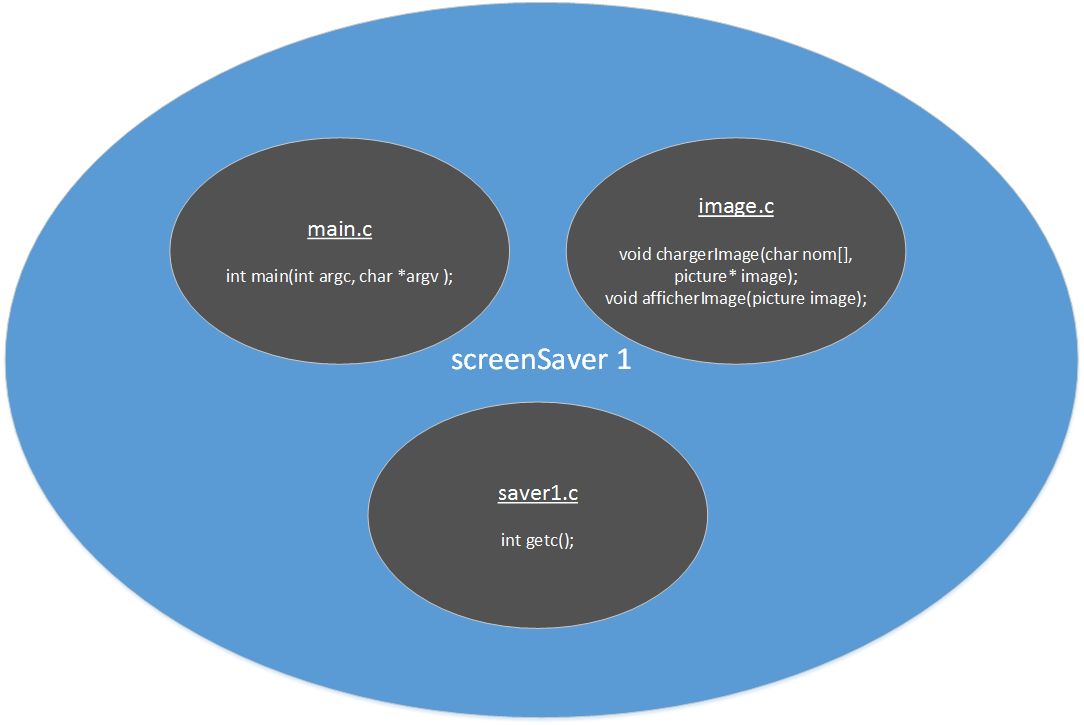 main.c
int main(int argc, char *argv );
image.c
void chargerImage(char nom[],
picture* image);
void afficherImage(picture image);
screenSaver 1
saver1.c
int getc();